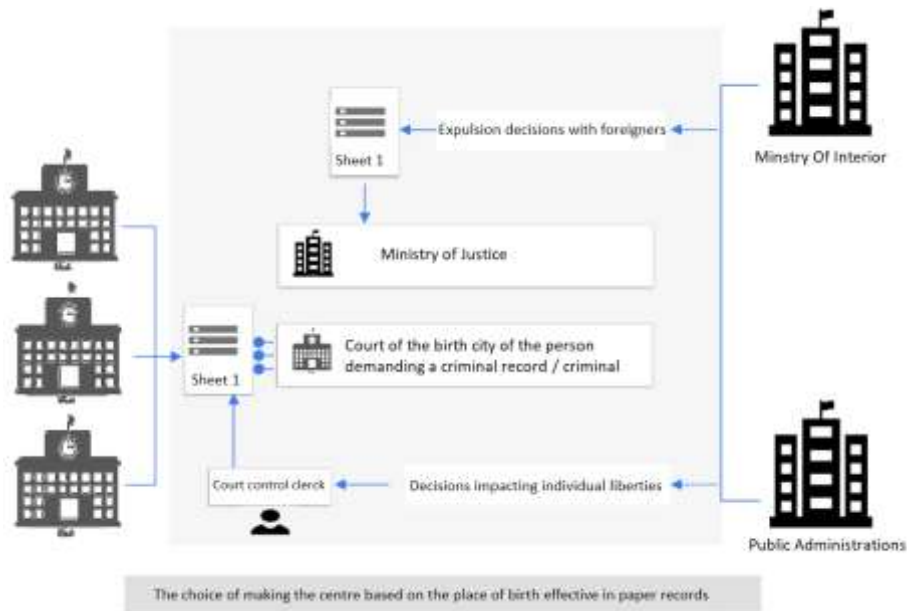 Expulsion decisions with foreigners
Sheet 1
Minstry Of Interior
Ministry of Justice
Court of the birth city of the person
demanding a criminal record / criminal
Sheet 1
Court control clerck
Decisions impacting individual liberties
Public Administrations
The choice of making the centre based on the place of birth effective in paper records